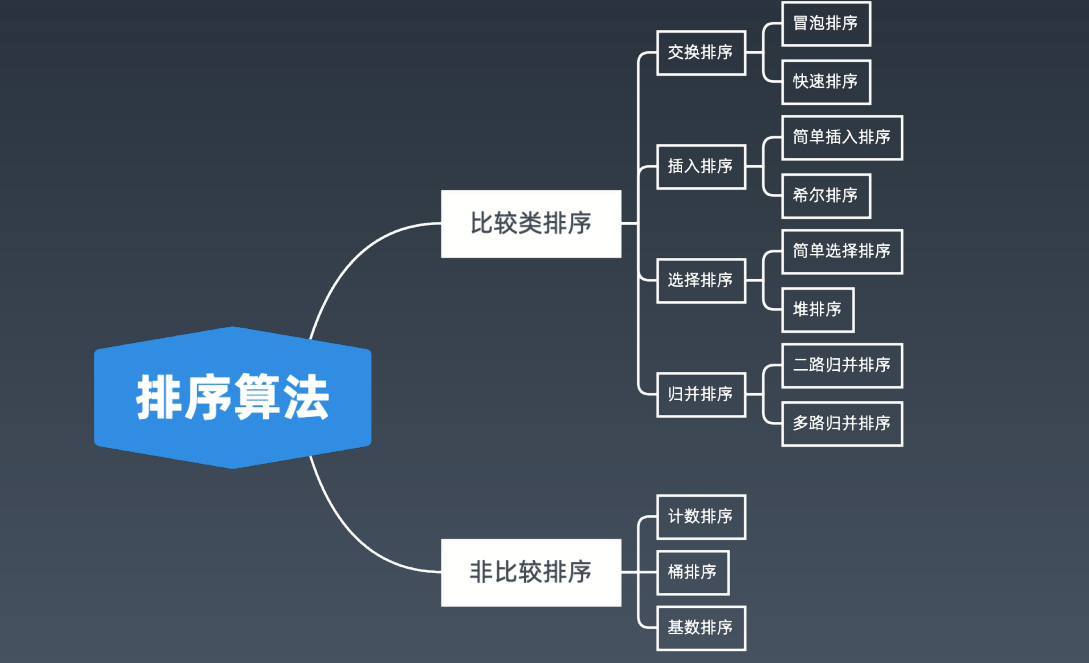 排序算法
比较类排序
交换排序
冒泡排序
快速排序
插入排序
简单插入排序
希尔排序
选择排序
简单选择排序
堆排序
归并排序
二路归并排序
多路归并排序
非比较排序
计数排序
桶排序
基数排序